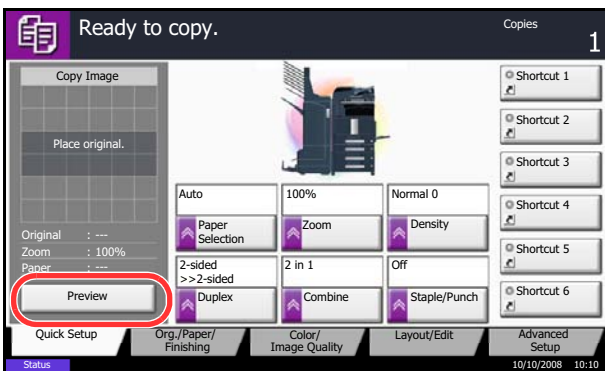 Ready to copy.
Copies
1
Copy Image
Place original.
Original : ---
Zoom : 100%
Paper : ---
Preview
Auto
Paper
Selection
100%
Zoom
Normal 0
Density
2-sided
>>2-sided
Duplex
2 in 1
Combine
Off
Staple/Punch
Shortcut 1
Shortcut 2
Shortcut 3
Shortcut 4
Shortcut 5
Shortcut 6
Quick Setup
Org./Paper/
Finishing
Color/
Image Quality
Layout/Edit
Advanced
Setup
Status
10/10/2008 10:10